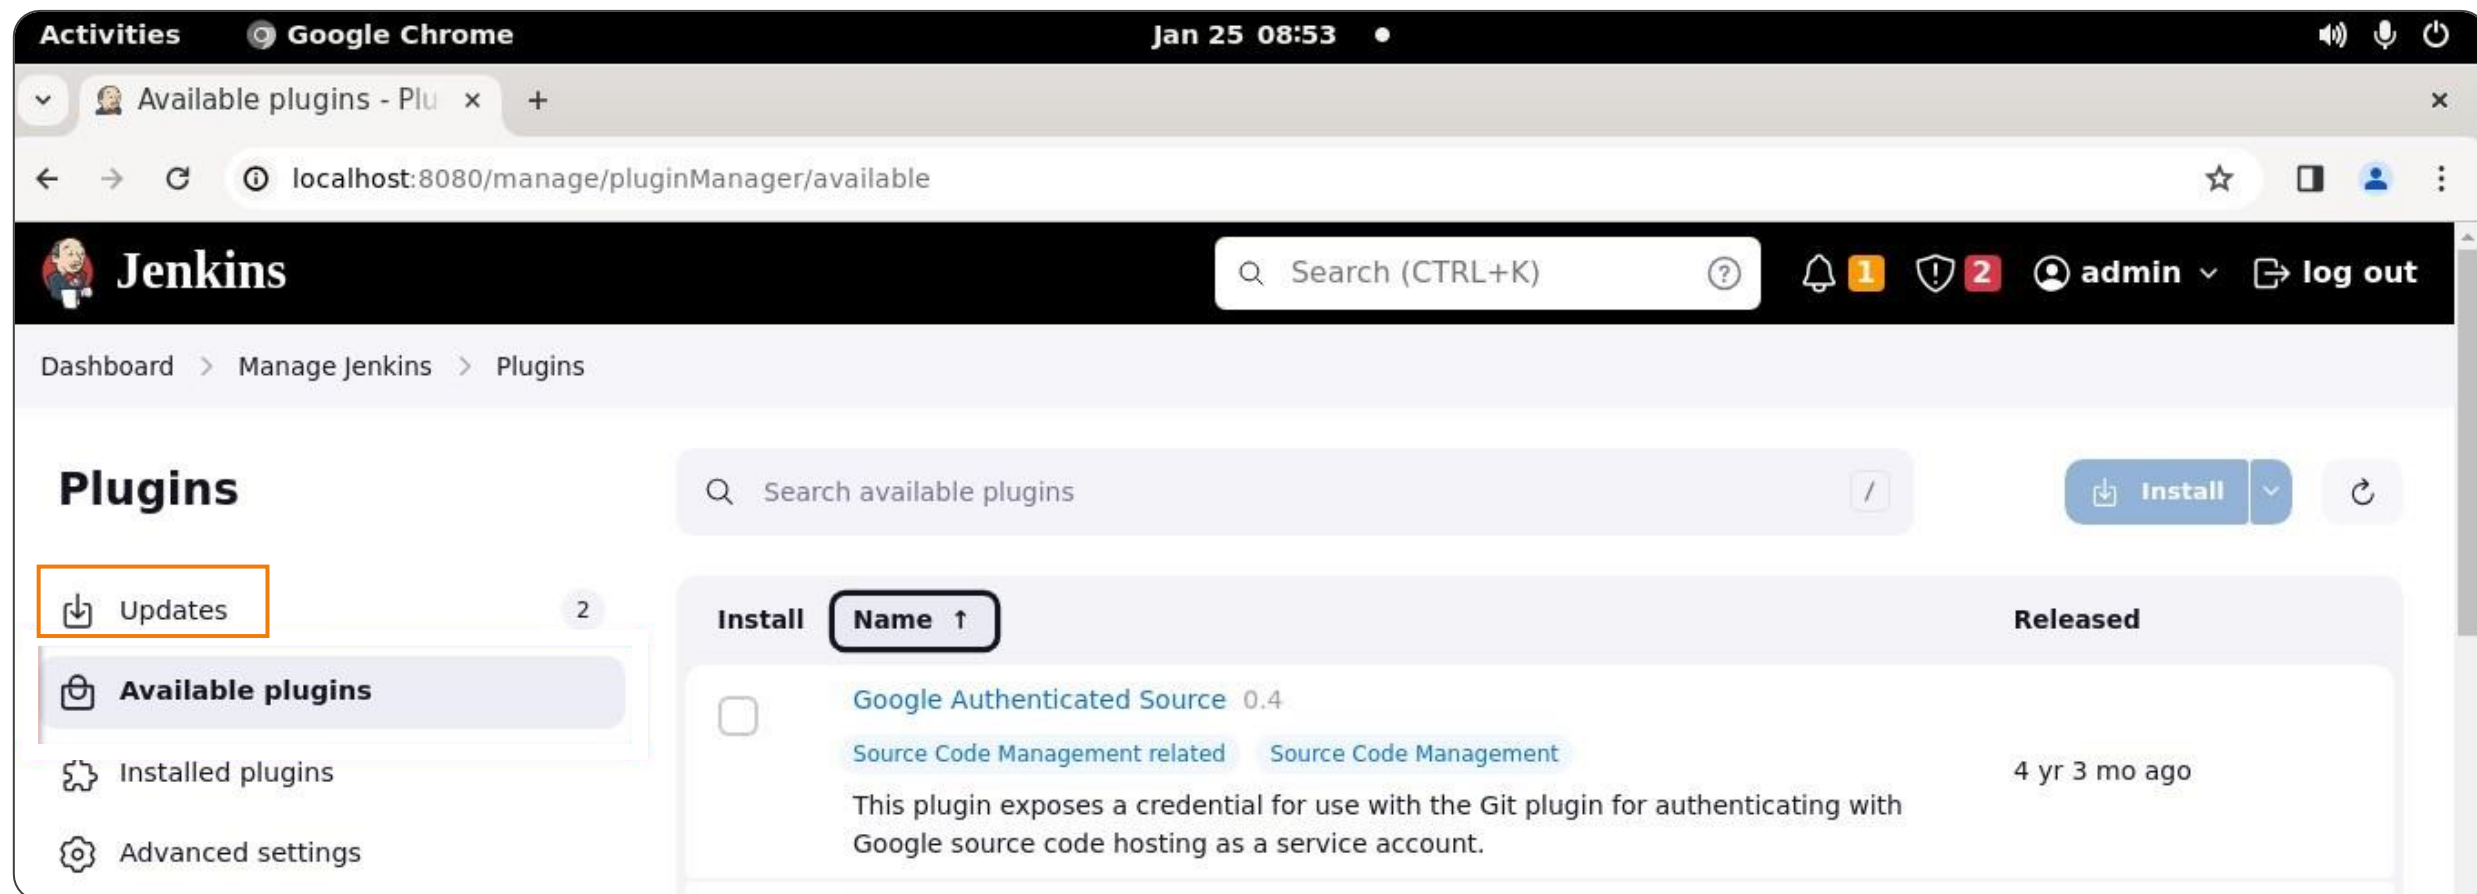 Activities Google Chrome Jan 25 08:53
Available plugins - Plu
localhost:8080/manage/pluginManager/available
Jenkins Search (CTRL+K) 1 2 admin log out
Dashboard Manage Jenkins Plugins
Plugins Search available plugins / Install
Updates 2
Install Name ↑ Released
Available plugins
Google Authenticated Source 0.4
Source Code Management related Source Code Management
Installed plugins
4 yr 3 mo ago
This plugin exposes a credential for use with the Git plugin for authenticating with
Google source code hosting as a service account.
Advanced settings